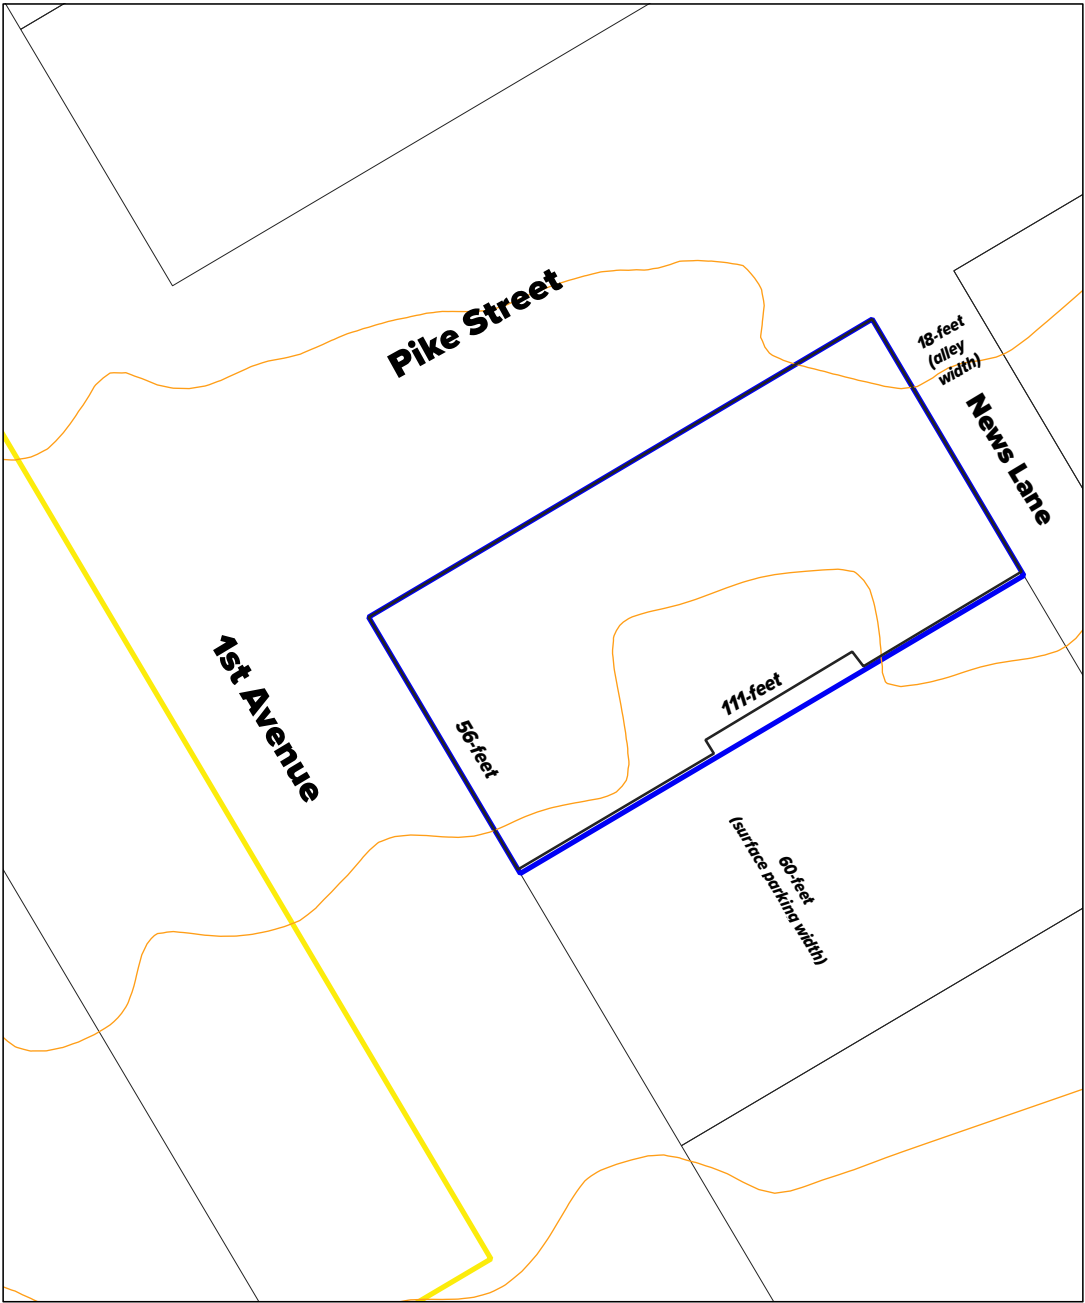 Pike Street
18-feet
(alley
width)
News Lane
1st Avenue
56-feet
111-feet
60-feet
(surface parking width)